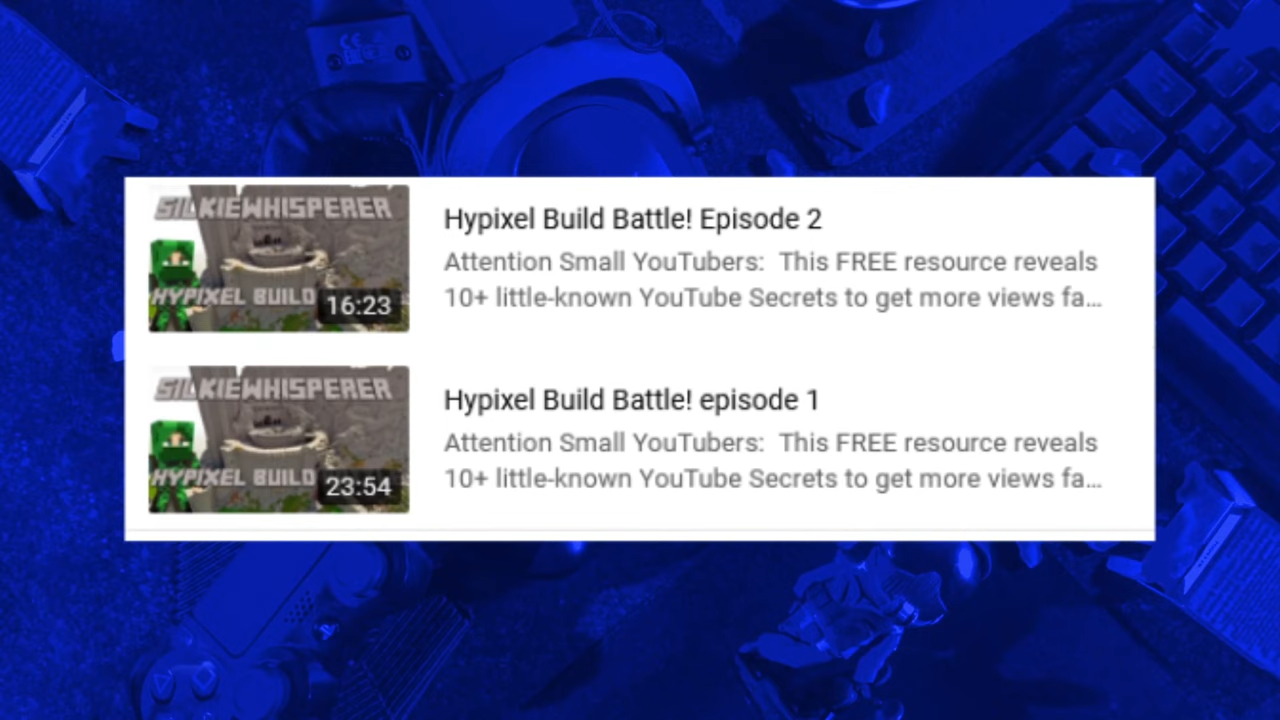 SILKIEWHISPERER
HYPIXEL BUILD
16:23
Hypixel Build Battle! Episode 2
Attention Small YouTubers:  This FREE resource reveals
10+ little-known YouTube Secrets to get more views fa...
SILKIEWHISPERER
HYPIXEL BUILD
23:54
Hypixel Build Battle! episode 1
Attention Small YouTubers:  This FREE resource reveals
10+ little-known YouTube Secrets to get more views fa...